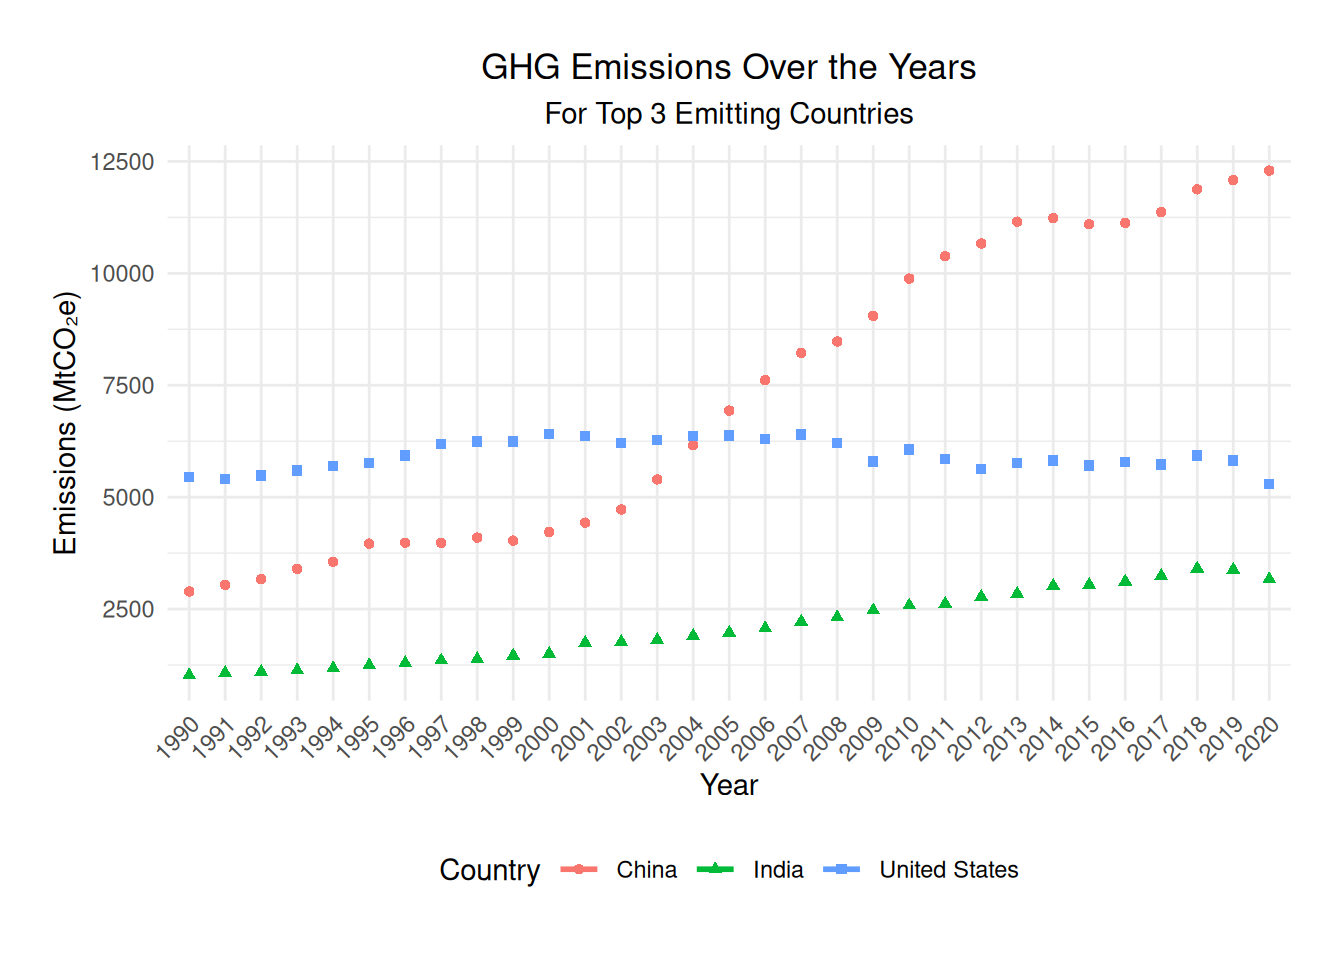 GHG Emissions Over the Years
For Top 3 Emitting Countries
Emissions (MtCO₂e)
12500
10000
7500
5000
2500
1990 1991 1992 1993 1994 1995 1996 1997 1998 1999 2000 2001 2002 2003 2004 2005 2006 2007 2008 2009 2010 2011 2012 2013 2014 2015 2016 2017 2018 2019 2020
Year
Country China India United States